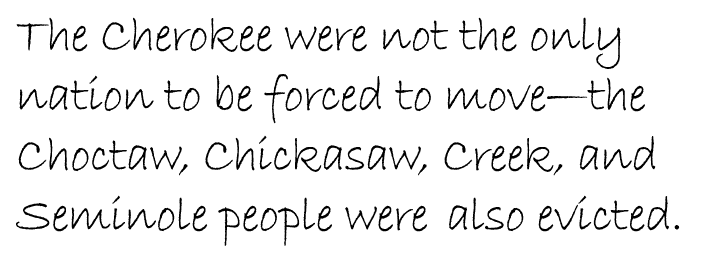 The Cherokee were not the only
nation to be forced to move—the
Choctaw, Chickasaw, Creek, and
Seminole people were also evicted.